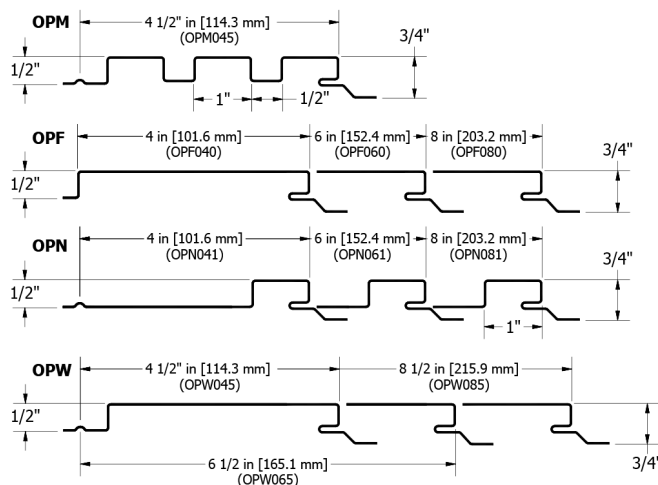 OPM
4 1/2" in [114.3 mm]
(OPM045)
3/4"
1/2"
1"
1/2"
OPF
4 in [101.6 mm]
(OPF040)
6 in [152.4 mm]
(OPF060)
8 in [203.2 mm]
(OPF080)
3/4"
1/2"
OPN
4 in [101.6 mm]
(OPN041)
6 in [152.4 mm]
(OPN061)
8 in [203.2 mm]
(OPN081)
3/4"
1/2"
1"
OPW
4 1/2" in [114.3 mm]
(OPW045)
8 1/2 in [215.9 mm]
(OPW085)
1/2"
6 1/2 in [165.1 mm]
(OPW065)
3/4"